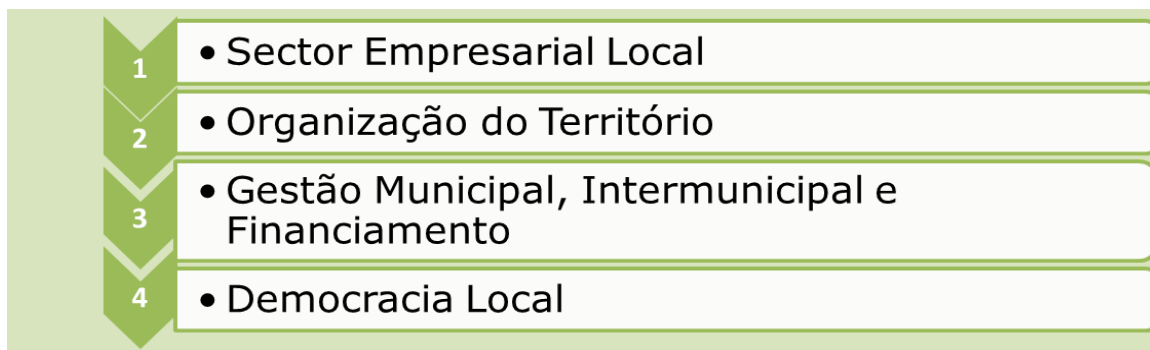 1
• Sector Empresarial Local
2
• Organização do Território
3
• Gestão Municipal, Intermunicipal e
Financiamento
4
• Democracia Local